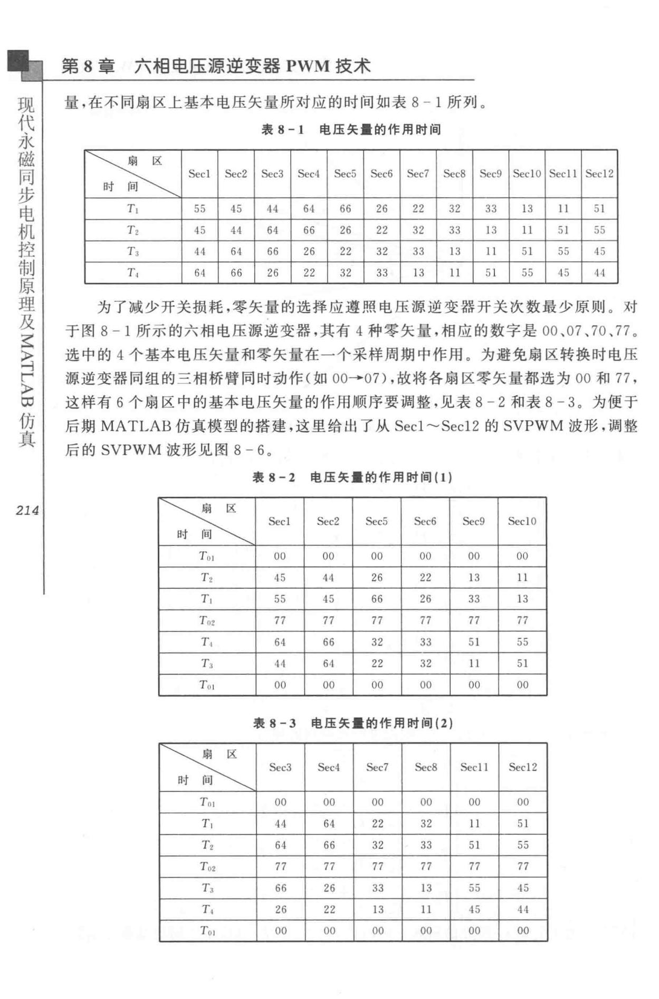 第 8 章 六相电压源逆变器 PWM 技术
量,在不同扇区上基本电压矢量所对应的时间如表 8-1 所列。
表 8-1 电压矢量的作用时间
扇 区
时 间
Sec1 Sec2 Sec3 Sec4 Sec5 Sec6 Sec7 Sec8 Sec9 Sec10 Sec11 Sec12
T1 55 45 44 64 66 26 22 32 33 13 11 51
T2 45 44 64 66 26 22 32 33 13 11 51 55
T3 44 64 66 26 22 32 33 13 11 51 55 45
T4 64 66 26 22 32 33 13 11 51 55 45 44
为了减少开关损耗,零矢量的选择应遵照电压源逆变器开关次数最少原则。对
于图 8-1 所示的六相电压源逆变器,其有 4 种零矢量,相应的数字是 00、07、70、77。
选中的 4 个基本电压矢量和零矢量在一个采样周期中作用。为避免扇区转换时电压
源逆变器同组的三相桥臂同时动作(如 00→07),故将各扇区零矢量都选为 00 和 77,
这样有 6 个扇区中的基本电压矢量的作用顺序要调整,见表 8-2 和表 8-3。为便于
后期 MATLAB 仿真模型的搭建,这里给出了从 Sec1～Sec12 的 SVPWM 波形,调整
后的 SVPWM 波形见图 8-6。
表 8-2 电压矢量的作用时间(1)
扇 区
时 间
Sec1 Sec2 Sec5 Sec6 Sec9 Sec10
T01 00 00 00 00 00 00
T2 45 44 26 22 13 11
T1 55 45 66 26 33 13
T02 77 77 77 77 77 77
T4 64 66 32 33 51 55
T3 44 64 22 32 11 51
T01 00 00 00 00 00 00
表 8-3 电压矢量的作用时间(2)
扇 区
时 间
Sec3 Sec4 Sec7 Sec8 Sec11 Sec12
T01 00 00 00 00 00 00
T1 44 64 22 32 11 51
T2 64 66 32 33 51 55
T02 77 77 77 77 77 77
T3 66 26 33 13 55 45
T4 26 22 13 11 45 44
T01 00 00 00 00 00 00
现代永磁同步电机控制原理及MATLAB仿真
214